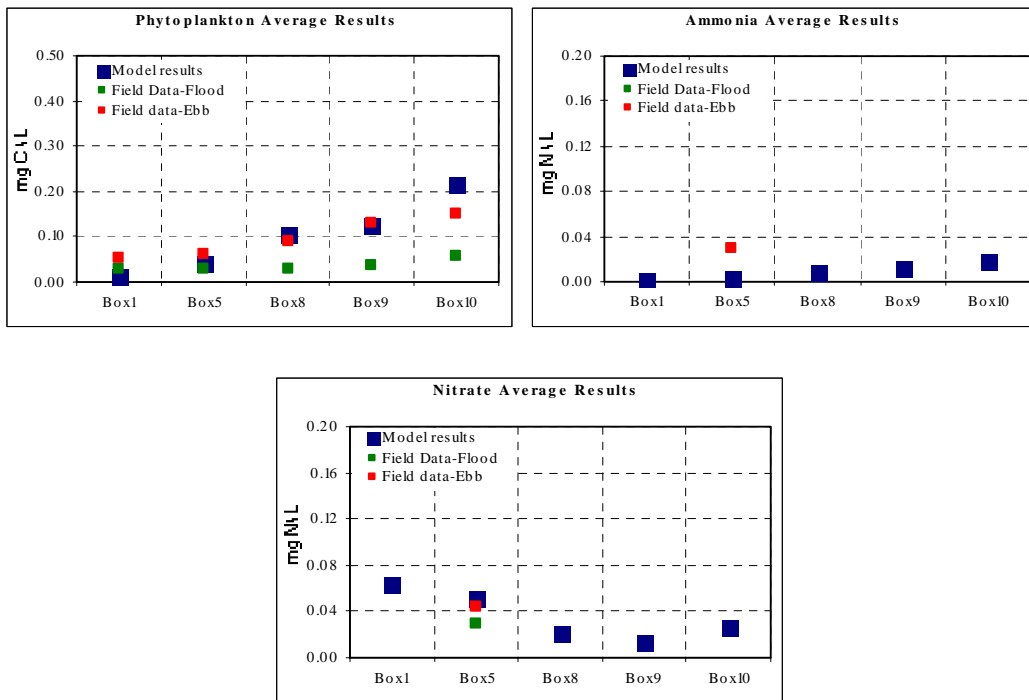 Phytoplankton Average Results
0.50
0.40
0.30
0.20
0.10
0.00
mg C\L
Model results
Field Data-Flood
Field data-Ebb
Box1 Box5 Box8 Box9 Box10
Ammonia Average Results
0.20
0.16
0.12
0.08
0.04
0.00
mg N\L
Model results
Field Data-Flood
Field data-Ebb
Box1 Box5 Box8 Box9 Box10
Nitrate Average Results
0.20
0.16
0.12
0.08
0.04
0.00
mg N\L
Model results
Field Data-Flood
Field data-Ebb
Box1 Box5 Box8 Box9 Box10